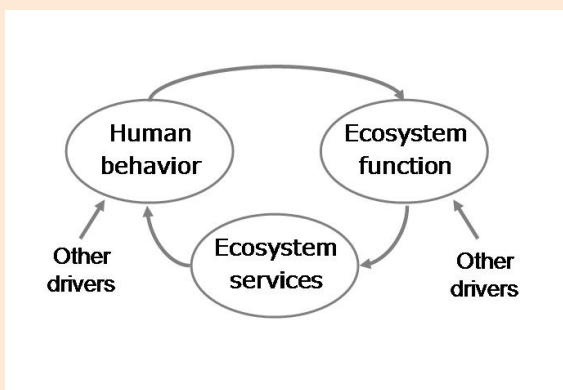 Human
behavior
Ecosystem
function
Ecosystem
services
Other
drivers
Other
drivers